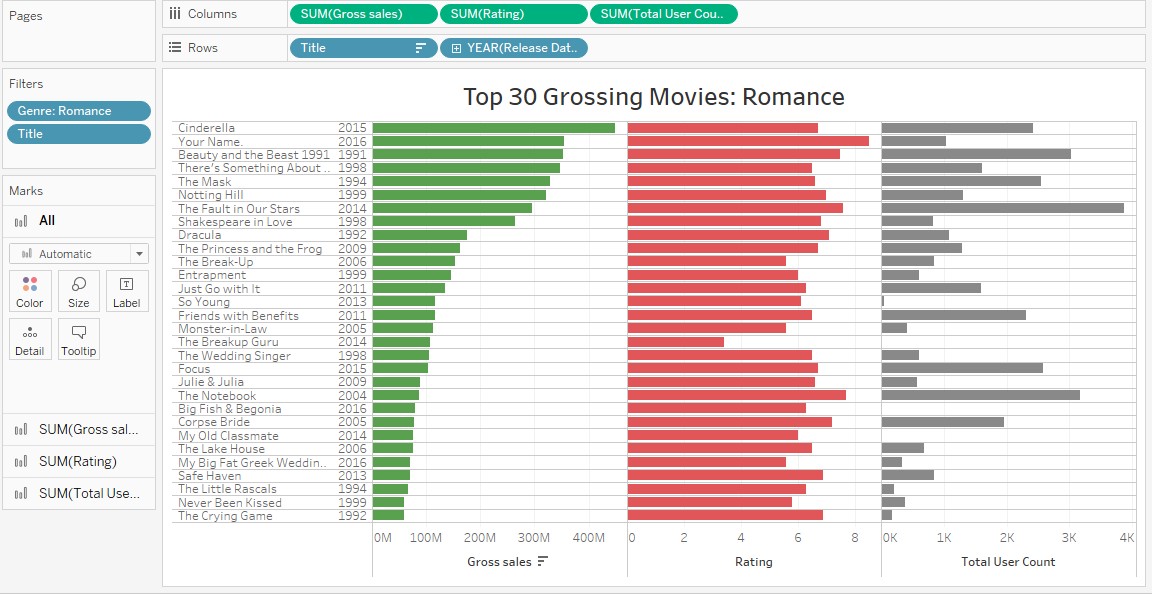 Pages
Columns
SUM(Gross sales)
SUM(Rating)
SUM(Total User Cou..
Rows
Title
YEAR(Release Dat..
Filters
Genre: Romance
Title
Marks
All
Automatic
Color
Size
Label
Detail
Tooltip
SUM(Gross sal...
SUM(Rating)
SUM(Total Use...
Top 30 Grossing Movies: Romance
Cinderella 2015
Your Name. 2016
Beauty and the Beast 1991 1991
There's Something About .. 1998
The Mask 1994
Notting Hill 1999
The Fault in Our Stars 2014
Shakespeare in Love 1998
Dracula 1992
The Princess and the Frog 2009
The Break-Up 2006
Entrapment 1999
Just Go with It 2011
So Young 2013
Friends with Benefits 2011
Monster-in-Law 2005
The Breakup Guru 2014
The Wedding Singer 1998
Focus 2015
Julie & Julia 2009
The Notebook 2004
Big Fish & Begonia 2016
Corpse Bride 2005
My Old Classmate 2014
The Lake House 2006
My Big Fat Greek Weddin.. 2016
Safe Haven 2013
The Little Rascals 1994
Never Been Kissed 1999
The Crying Game 1992
0M 100M 200M 300M 400M 0 2 4 6 8 0K 1K 2K 3K 4K
Gross sales Rating Total User Count